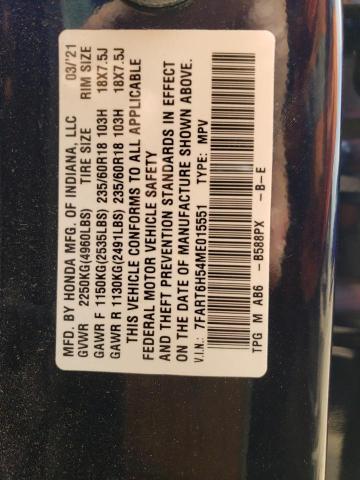 MFD. BY HONDA MFG. OF INDIANA, LLC 03/'21
GVWR 2250KG(4960LBS) TIRE SIZE RIM SIZE
GAWR F 1150KG(2535LBS) 235/60R18 103H 18X7.5J
GAWR R 1130KG(2491LBS) 235/60R18 103H 18X7.5J
THIS VEHICLE CONFORMS TO ALL APPLICABLE
FEDERAL MOTOR VEHICLE SAFETY
AND THEFT PREVENTION STANDARDS IN EFFECT
ON THE DATE OF MANUFACTURE SHOWN ABOVE.
V.I.N.: 7FART6H54ME015551 TYPE: MPV
TPG M AB6 -B588PX -B-E